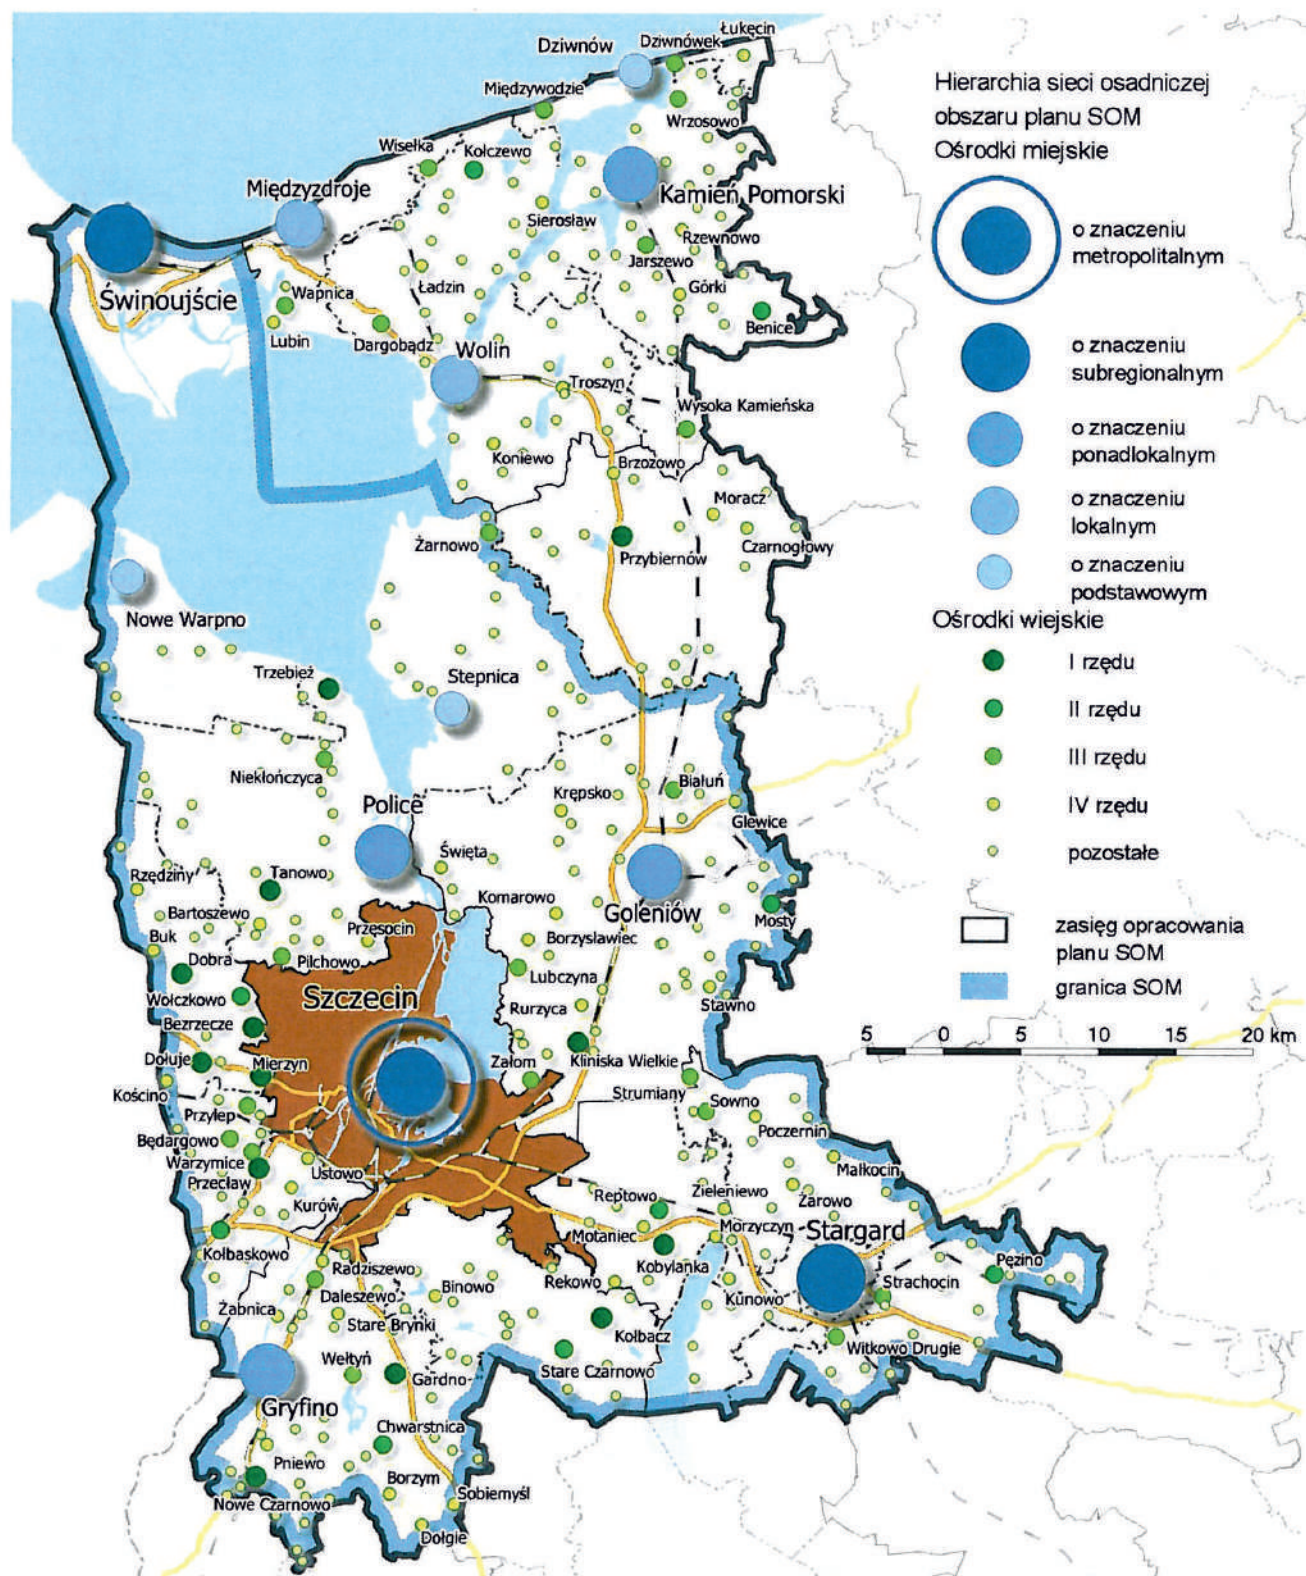 Łukęcin
Dziwnówek
Dziwnów
Międzywodzie
Wrzosowo
Wisełka
Kołczewo
Międzyzdroje
Kamień Pomorski
Sierosław
Rzewnowo
Jarszewo
Świnoujście
Wapnica
Ładzin
Górki
Lubin
Dargobądz
Benice
Wolin
Troszyn
Wysoka Kamieńska
Koniewo
Brzozowo
Moracz
Żarnowo
Przybiernów
Czarnogłowy
Nowe Warpno
Trzebież
Stepnica
Niekłończyca
Białuń
Krępsko
Police
Glewice
Święta
Rzędziny
Tanowo
Komarowo
Goleniów
Bartoszewo
Mosty
Buk
Przęsocin
Borzysławiec
Dobra
Pilchowo
Lubczyna
Wołczkowo
Szczecin
Rurzyca
Stawno
Bezrzecze
Dołuje
Mierzyn
Załom
Kliniska Wielkie
Kościno
Strumiany
Sowno
Przylep
Poczernin
Będargowo
Warzymice
Ustowo
Małkocin
Przecław
Reptowo
Zieleniewo
Żarowo
Kurów
Morzyczyn
Stargard
Kołbaskowo
Motaniec
Radziszewo
Binowo
Rekowo
Kobylanka
Pęzino
Strachocin
Daleszewo
Kunowo
Żabnica
Stare Brynki
Kołbacz
Wełtyń
Gardno
Stare Czarnowo
Witkowo Drugie
Gryfino
Chwarstnica
Pniewo
Borzym
Sobiemyśl
Nowe Czarnowo
Dołgie
Hierarchia sieci osadniczej
obszaru planu SOM
Ośrodki miejskie
o znaczeniu
metropolitalnym
o znaczeniu
subregionalnym
o znaczeniu
ponadlokalnym
o znaczeniu
lokalnym
o znaczeniu
podstawowym
Ośrodki wiejskie
I rzędu
II rzędu
III rzędu
IV rzędu
pozostałe
zasięg opracowania
planu SOM
granica SOM
5 0 5 10 15 20 km